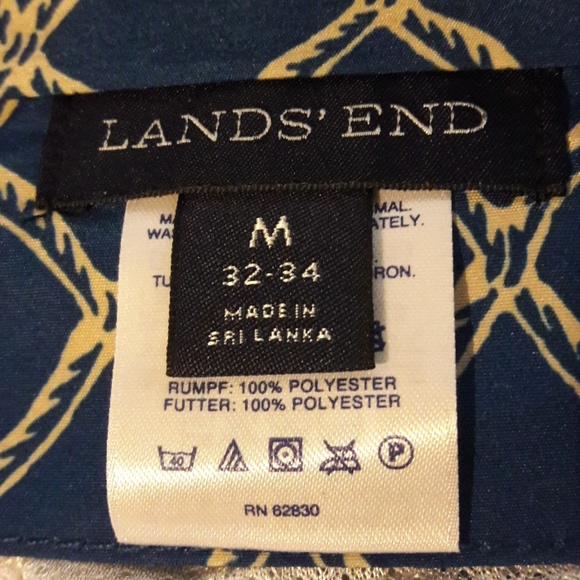 LANDS' END
M
32-34
MADE IN
SRI LANKA
RUMPF: 100% POLYESTER
FUTTER: 100% POLYESTER
40 P
RN 62830